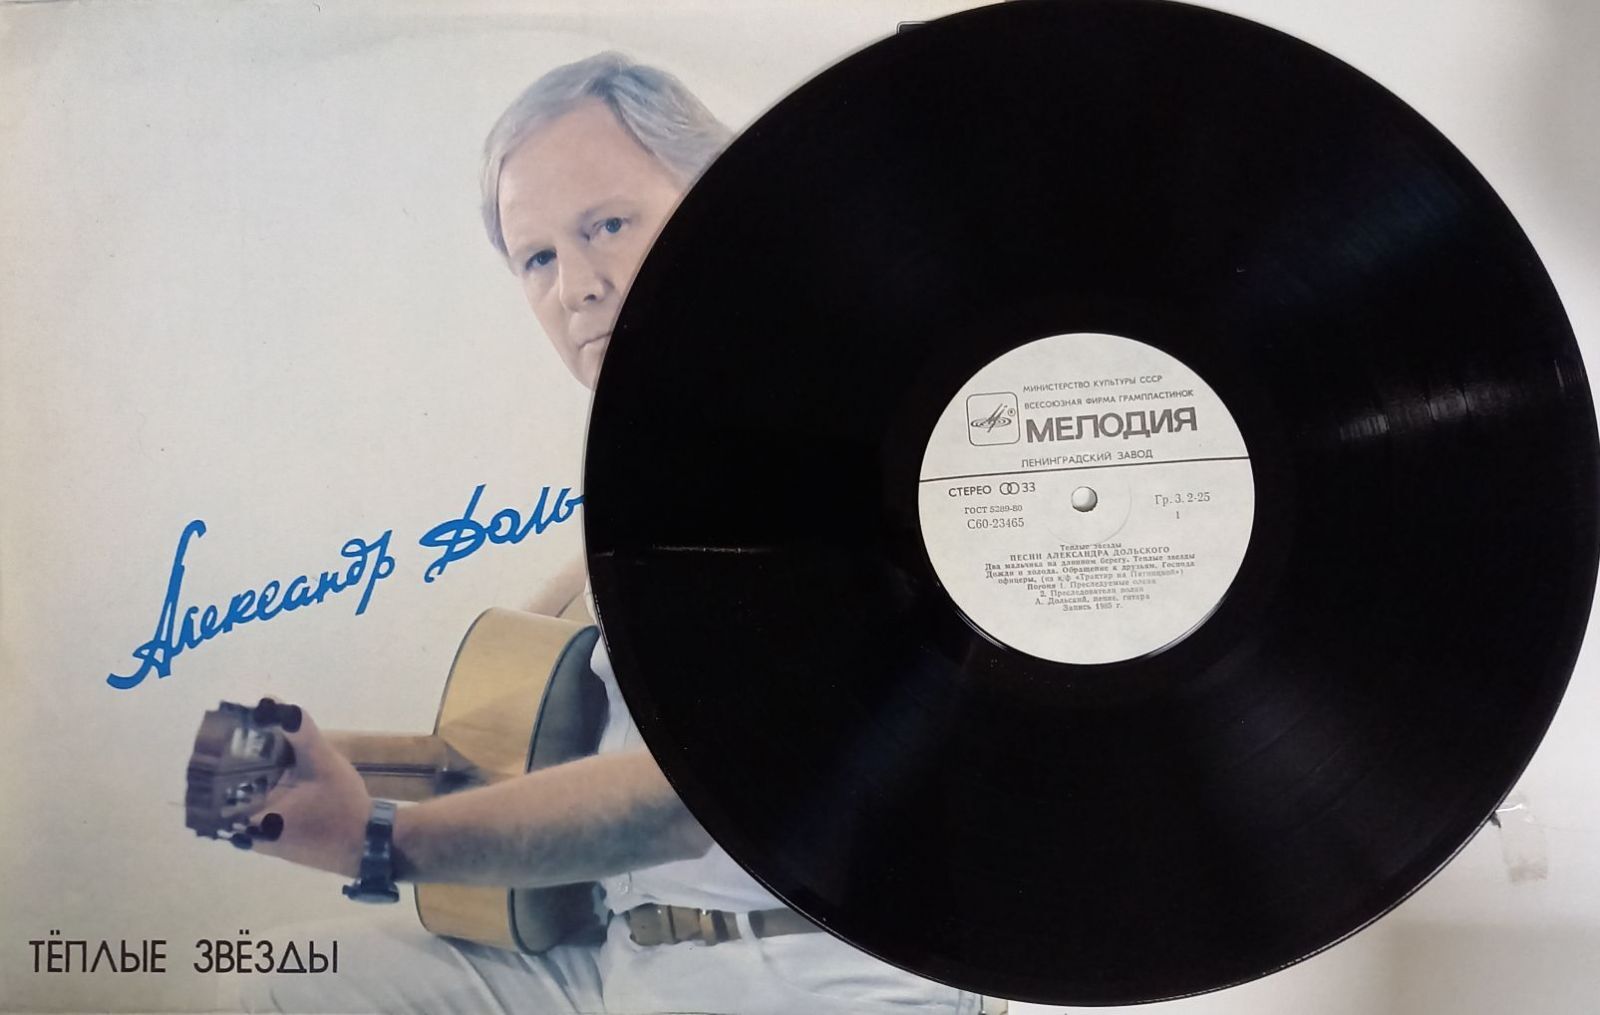 Александр Доль
ТЁПЛЫЕ ЗВЁЗДЫ
МИНИСТЕРСТВО КУЛЬТУРЫ СССР
ВСЕСОЮЗНАЯ ФИРМА ГРАМПЛАСТИНОК
МЕЛОДИЯ
ЛЕНИНГРАДСКИЙ ЗАВОД
СТЕРЕО 33
ГОСТ 5289-80
С60-23465
Гр. 3. 2-25
1
Теплые звезды
ПЕСНИ АЛЕКСАНДРА ДОЛЬСКОГО
Два мальчика на длинном берегу. Теплые звезды
Дожди и холода. Обращение к друзьям. Господа
офицеры, (из к/ф «Трактир на Пятницкой»)
Погоня 1. Преследуемые олени
2. Преследователи волки
А. Дольский, пение, гитара
Запись 1985 г.